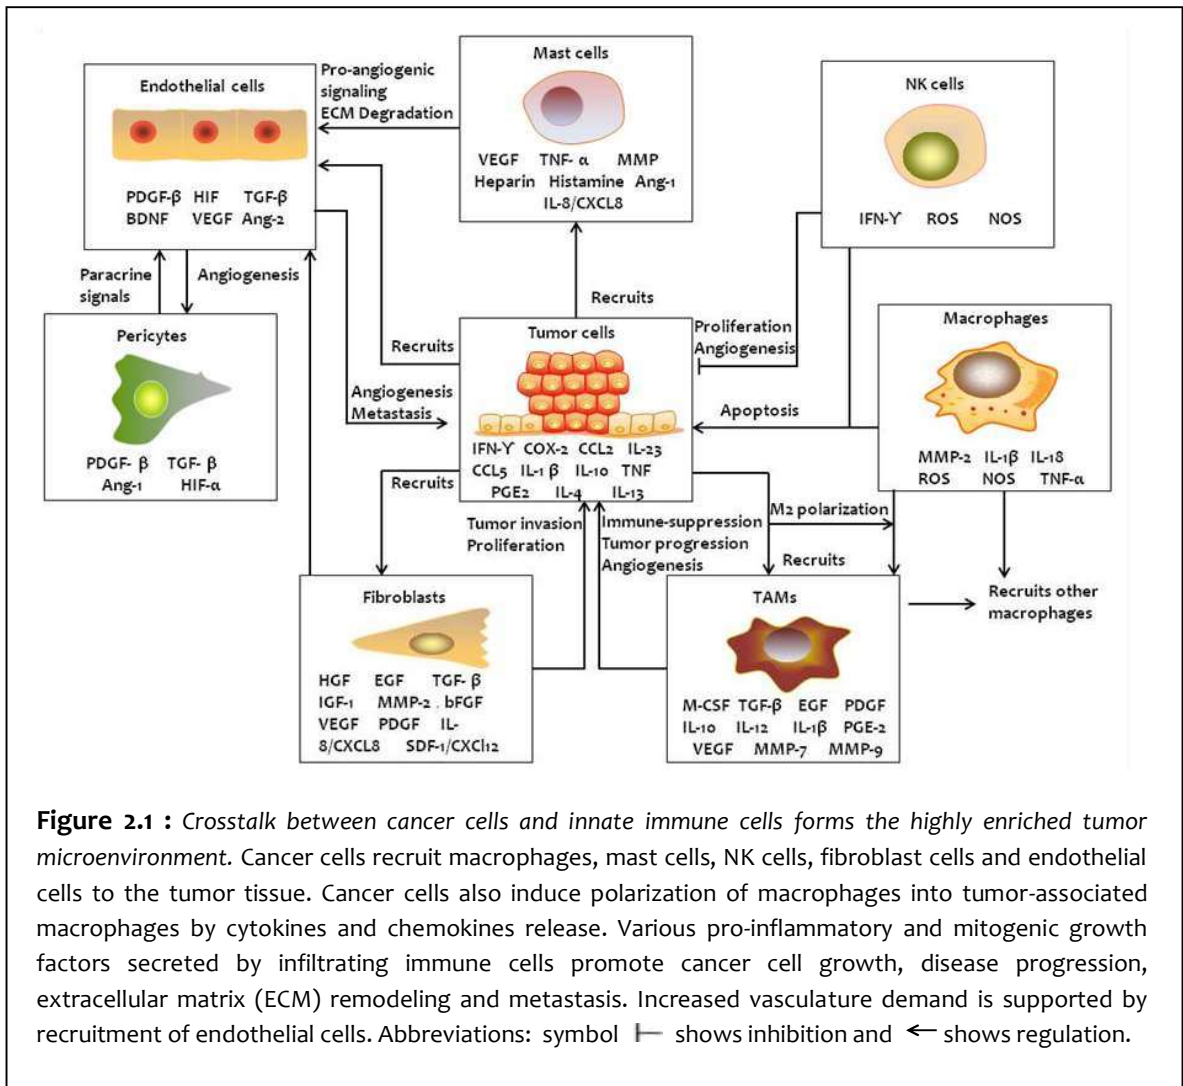 Mast cells
Endothelial cells
Pro-angiogenic
signaling
ECM Degradation
NK cells
VEGF TNF- α MMP
Heparin Histamine Ang-1
IL-8/CXCL8
PDGF-β HIF TGF-β
BDNF VEGF Ang-2
IFN-ϒ ROS NOS
Paracrine
signals
Angiogenesis
Recruits
Pericytes
Tumor cells
Proliferation
Angiogenesis
Macrophages
Recruits
Angiogenesis
Metastasis
Apoptosis
PDGF- β TGF- β
Ang-1 HIF-α
IFN-ϒ COX-2 CCL2 IL-23
CCL5 IL-1 β IL-10 TNF
PGE2 IL-4 IL-13
MMP-2 IL-1β IL-18
ROS NOS TNF-α
Recruits
Tumor invasion
Proliferation
Immune-suppression
Tumor progression
Angiogenesis
M2 polarization
Recruits
Fibroblasts
TAMs
Recruits other
macrophages
HGF EGF TGF- β
IGF-1 MMP-2 . bFGF
VEGF PDGF IL-
8/CXCL8 SDF-1/CXCl12
M-CSF TGF-β EGF PDGF
IL-10 IL-12 IL-1β PGE-2
VEGF MMP-7 MMP-9
Figure 2.1 : Crosstalk between cancer cells and innate immune cells forms the highly enriched tumor
microenvironment. Cancer cells recruit macrophages, mast cells, NK cells, fibroblast cells and endothelial
cells to the tumor tissue. Cancer cells also induce polarization of macrophages into tumor-associated
macrophages by cytokines and chemokines release. Various pro-inflammatory and mitogenic growth
factors secreted by infiltrating immune cells promote cancer cell growth, disease progression,
extracellular matrix (ECM) remodeling and metastasis. Increased vasculature demand is supported by
recruitment of endothelial cells. Abbreviations: symbol ⊢ shows inhibition and ← shows regulation.